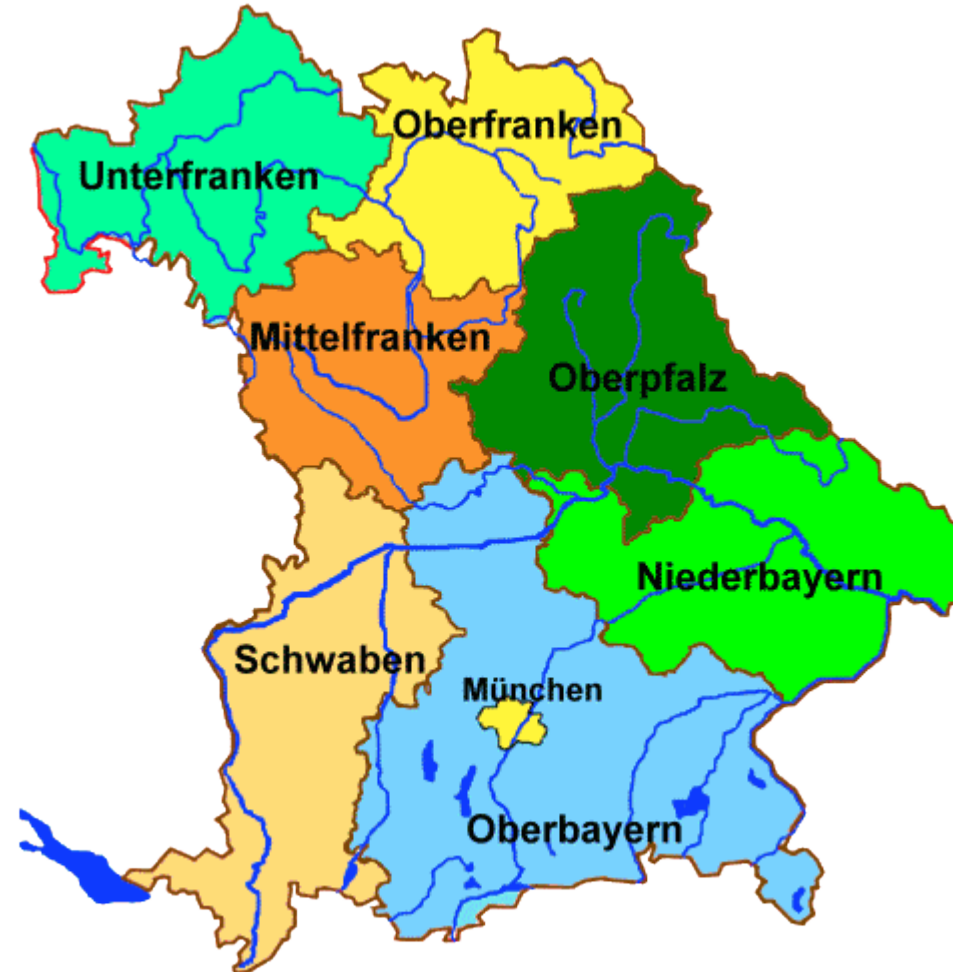 Oberfranken
Unterfranken
Mittelfranken
Oberpfalz
Niederbayern
Schwaben
München
Oberbayern